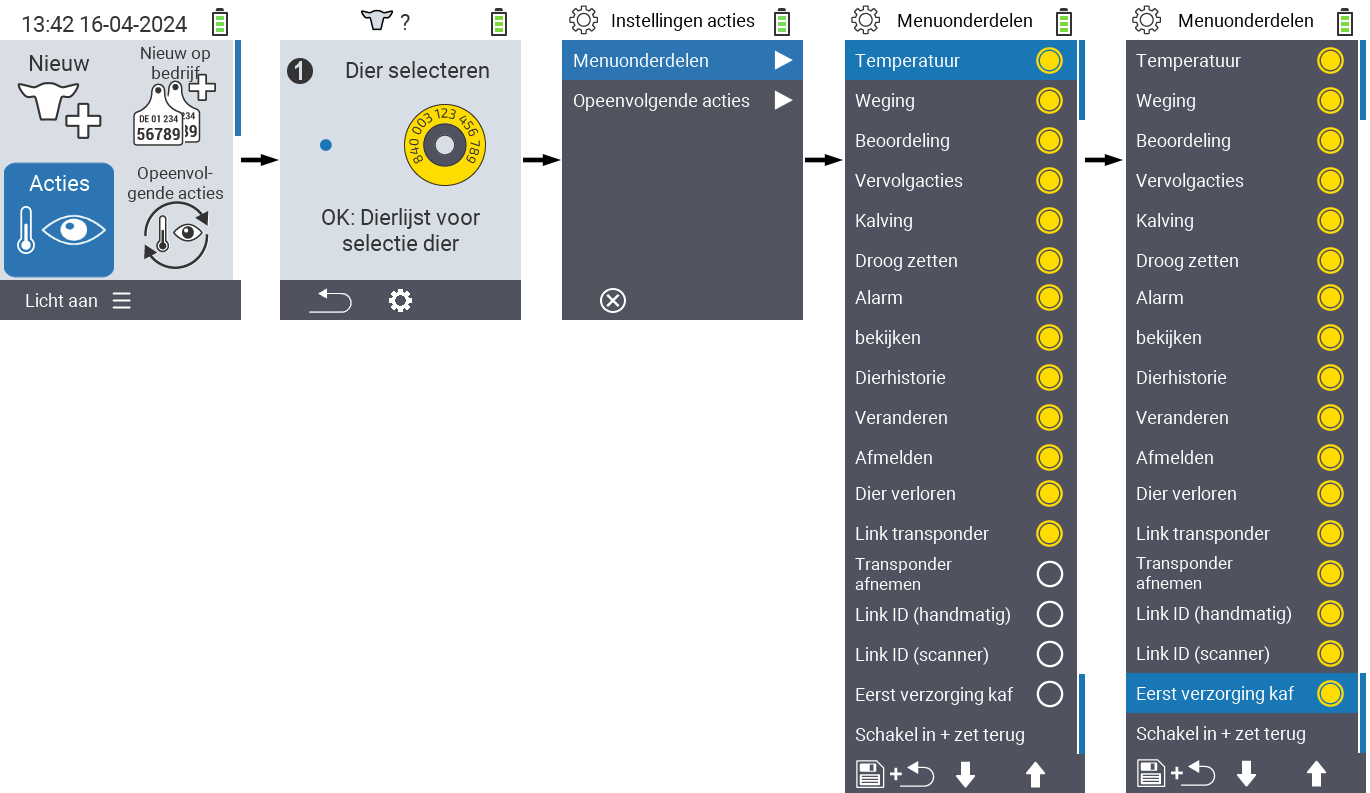 13:42 16-04-2024
Nieuw
Nieuw op
bedrijf
DE 01 234
56789
234
89
Acties
Opeenvol-
gende acties
Licht aan
?
1
Dier selecteren
840 003 123 456 789
OK: Dierlijst voor
selectie dier
Instellingen acties
Menuonderdelen
Opeenvolgende acties
Menuonderdelen
Temperatuur
Weging
Beoordeling
Vervolgacties
Kalving
Droog zetten
Alarm
bekijken
Dierhistorie
Veranderen
Afmelden
Dier verloren
Link transponder
Transponder
afnemen
Link ID (handmatig)
Link ID (scanner)
Eerst verzorging kaf
Schakel in + zet terug
+
Menuonderdelen
Temperatuur
Weging
Beoordeling
Vervolgacties
Kalving
Droog zetten
Alarm
bekijken
Dierhistorie
Veranderen
Afmelden
Dier verloren
Link transponder
Transponder
afnemen
Link ID (handmatig)
Link ID (scanner)
Eerst verzorging kaf
Schakel in + zet terug
+